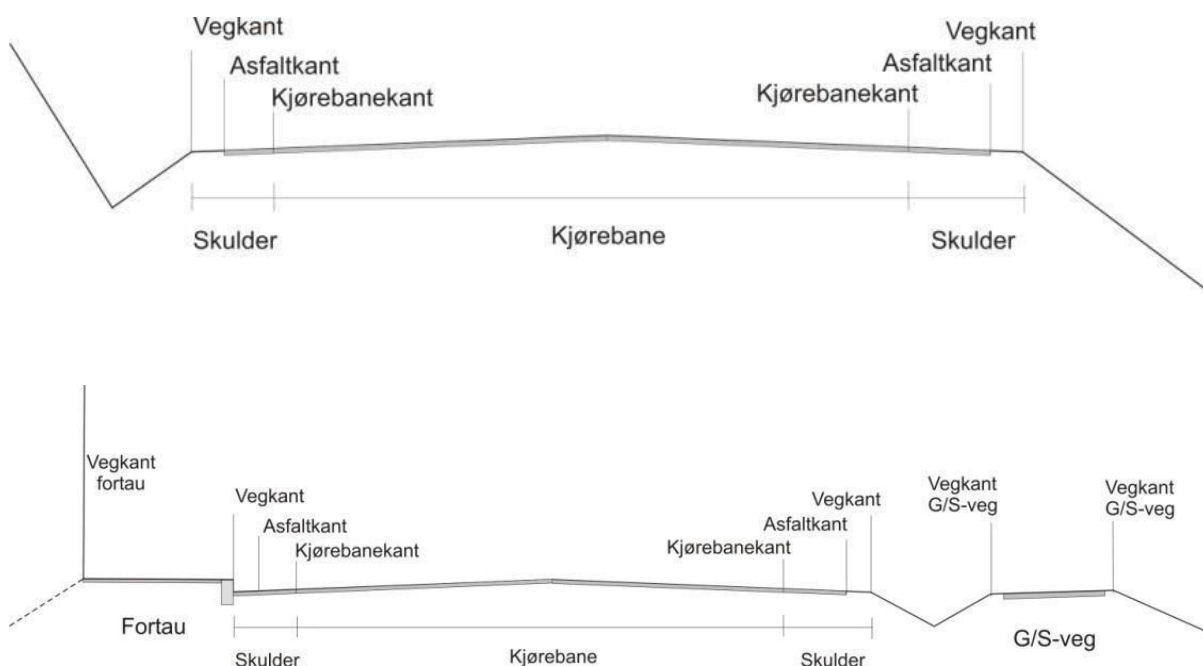 Vegkant
Vegkant
Asfaltkant
Asfaltkant
Kjørebanekant
Kjørebanekant
Skulder
Kjørebane
Skulder
Vegkant
fortau
Vegkant
Asfaltkant
Kjørebanekant
Vegkant
Asfaltkant
Kjørebanekant
Vegkant
G/S-veg
Vegkant
G/S-veg
Fortau
Skulder
Kjørebane
Skulder
G/S-veg